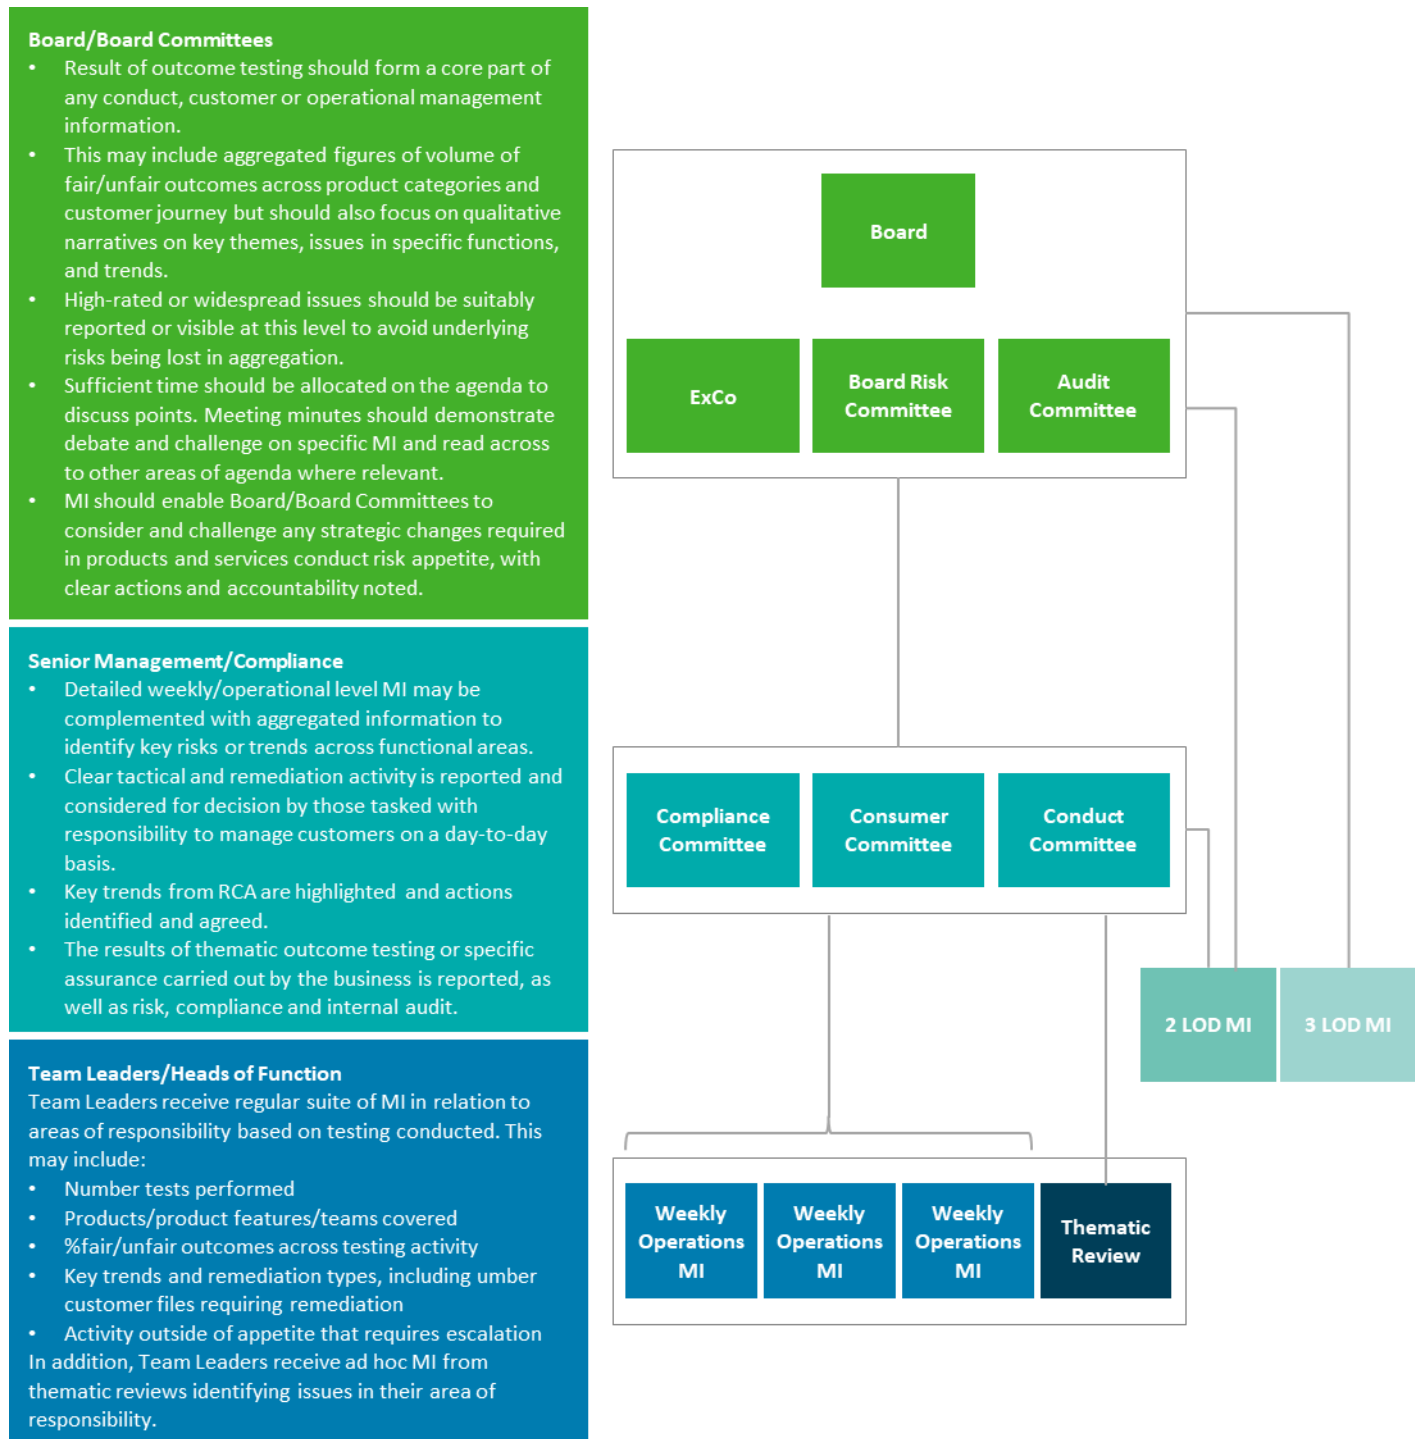 Board/Board Committees
• Result of outcome testing should form a core part of
any conduct, customer or operational management
information.
• This may include aggregated figures of volume of
fair/unfair outcomes across product categories and
customer journey but should also focus on qualitative
narratives on key themes, issues in specific functions,
and trends.
• High-rated or widespread issues should be suitably
reported or visible at this level to avoid underlying
risks being lost in aggregation.
• Sufficient time should be allocated on the agenda to
discuss points. Meeting minutes should demonstrate
debate and challenge on specific MI and read across
to other areas of agenda where relevant.
• MI should enable Board/Board Committees to
consider and challenge any strategic changes required
in products and services conduct risk appetite, with
clear actions and accountability noted.
Senior Management/Compliance
• Detailed weekly/operational level MI may be
complemented with aggregated information to
identify key risks or trends across functional areas.
• Clear tactical and remediation activity is reported and
considered for decision by those tasked with
responsibility to manage customers on a day-to-day
basis.
• Key trends from RCA are highlighted and actions
identified and agreed.
• The results of thematic outcome testing or specific
assurance carried out by the business is reported, as
well as risk, compliance and internal audit.
Team Leaders/Heads of Function
Team Leaders receive regular suite of MI in relation to
areas of responsibility based on testing conducted. This
may include:
• Number tests performed
• Products/product features/teams covered
• %fair/unfair outcomes across testing activity
• Key trends and remediation types, including umber
customer files requiring remediation
• Activity outside of appetite that requires escalation
In addition, Team Leaders receive ad hoc MI from
thematic reviews identifying issues in their area of
responsibility.
Board
ExCo
Board Risk
Committee
Audit
Committee
Compliance
Committee
Consumer
Committee
Conduct
Committee
2 LOD MI
3 LOD MI
Weekly
Operations
MI
Weekly
Operations
MI
Weekly
Operations
MI
Thematic
Review